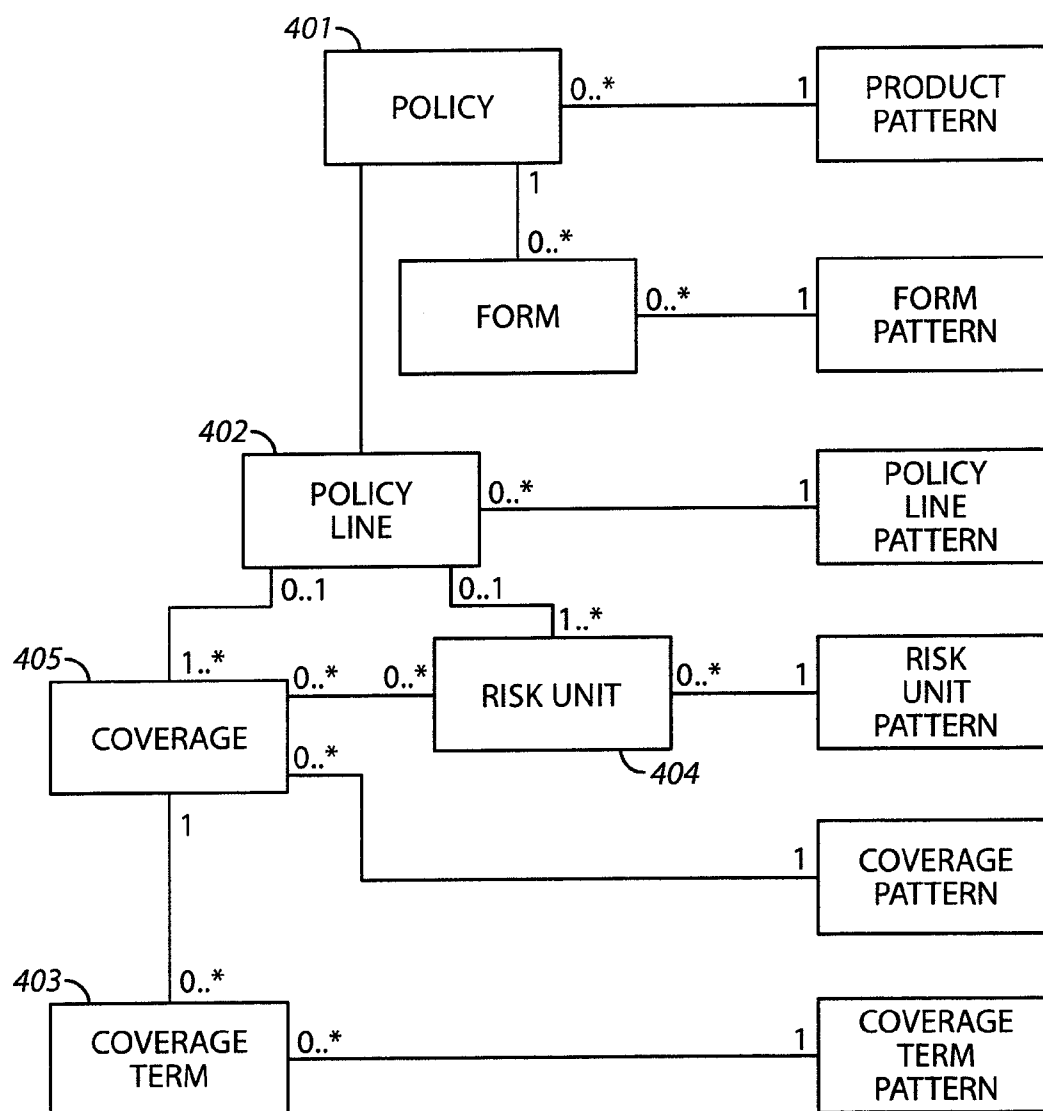 401
POLICY
0..*
1
PRODUCT
PATTERN
1
0..*
FORM
0..*
1
FORM
PATTERN
402
POLICY
LINE
0..*
1
POLICY
LINE
PATTERN
0..1
0..1
1..*
1..*
405
COVERAGE
0..*
0..*
RISK UNIT
0..*
1
RISK
UNIT
PATTERN
404
0..*
1
COVERAGE
PATTERN
1
0..*
403
COVERAGE
TERM
0..*
1
COVERAGE
TERM
PATTERN